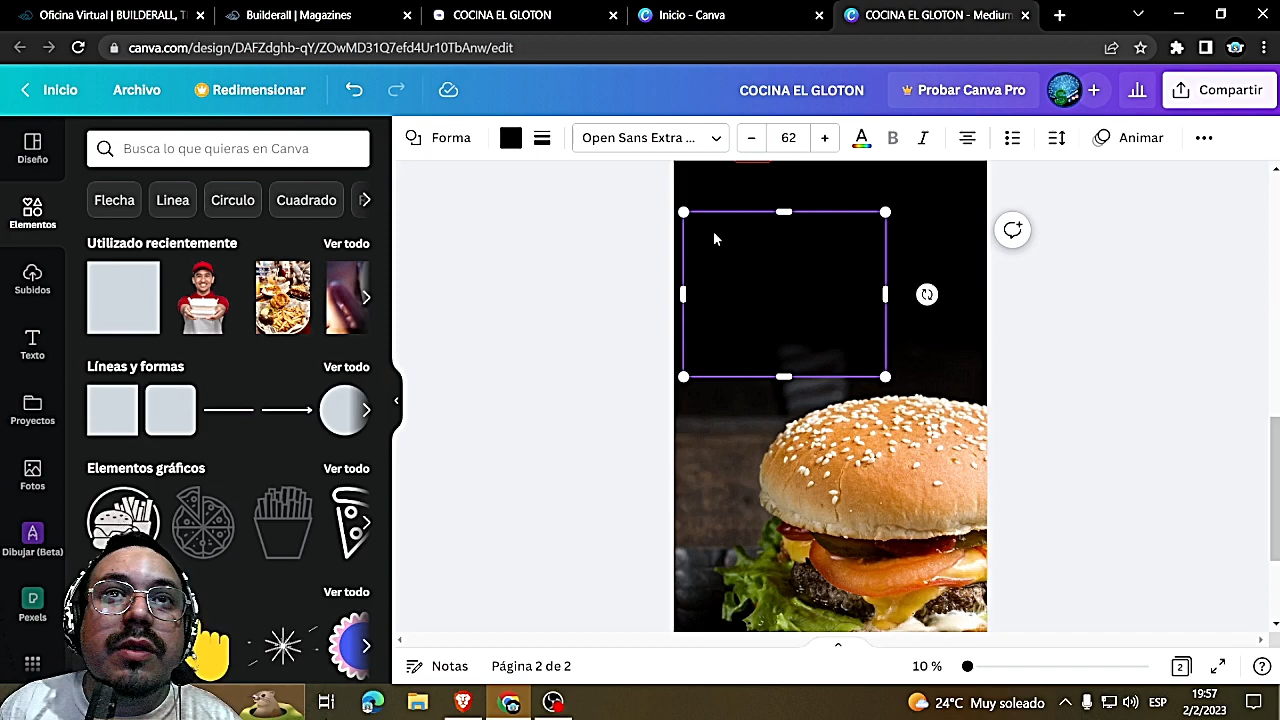 Oficina Virtual | BUILDERALL, T
Builderall | Magazines
COCINA EL GLOTON
Inicio - Canva
COCINA EL GLOTON - Medium
canva.com/design/DAFZdghb-qY/ZOwMD31Q7efd4Ur10TbAnw/edit
Inicio
Archivo
Redimensionar
COCINA EL GLOTON
Probar Canva Pro
Compartir
Diseño
Elementos
Subidos
Texto
Proyectos
Fotos
Dibujar (Beta)
Pexels
Busca lo que quieras en Canva
Flecha
Linea
Circulo
Cuadrado
Utilizado recientemente
Ver todo
Líneas y formas
Ver todo
Elementos gráficos
Ver todo
Ver todo
Forma
Open Sans Extra ...
62
A
B
I
Animar
Notas
Página 2 de 2
10 %
2
24°C Muy soleado
ESP
19:57
2/2/2023